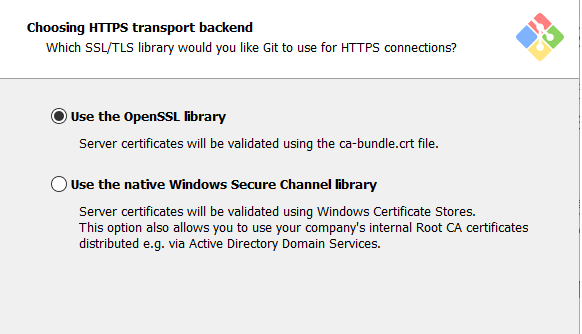 Choosing HTTPS transport backend
Which SSL/TLS library would you like Git to use for HTTPS connections?
Use the OpenSSL library
Server certificates will be validated using the ca-bundle.crt file.
Use the native Windows Secure Channel library
Server certificates will be validated using Windows Certificate Stores.
This option also allows you to use your company's internal Root CA certificates
distributed e.g. via Active Directory Domain Services.